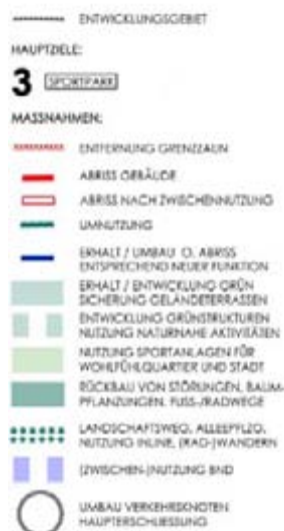 ENTWICKLUNGSGEBIET
HAUPTZIELE:
3 SPORTPARK
MASSNAHMEN:
ENTFERNUNG GRENZZAUN
ABRISS GEBÄUDE
ABRISS NACH ZWISCHENNUTZUNG
UMNUTZUNG
ERHALT / UMBAU O. ABRISS
ENTSPRECHEND NEUER FUNKTION
ERHALT / ENTWICKLUNG GRÜN
SICHERUNG GELÄNDETERRASSEN
ENTWICKLUNG GRÜNSTRUKTUREN
NUTZUNG NATURNAHE AKTIVITÄTEN
NUTZUNG SPORTANLAGEN FÜR
WOHLFÜHLQUARTIER UND STADT
RÜCKBAU VON STÖRUNGEN, BAUM-
PFLANZUNGEN, FUSS-/RADWEGE
LANDSCHAFTSWEG, ALLEEPFLZG.
NUTZUNG INLINE, (RAD-)WANDERN
(ZWISCHEN-)NUTZUNG BND
UMBAU VERKEHRSKNOTEN
HAUPTERSCHLIESSUNG